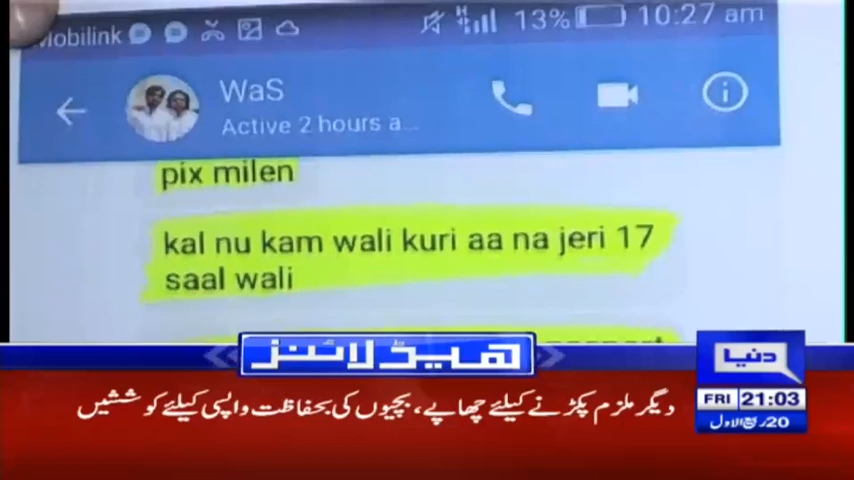 Mobilink
13%
10:27 am
WaS
Active 2 hours a...
pix milen
kal nu kam wali kuri aa na jeri 17
saal wali
ہیڈلائنز
دنیا
FRI 21:03
20 ربیع الاول
دیگر ملزم پکڑنے کیلئے چھاپے، بچیوں کی بحفاظت واپسی کیلئے کوششیں